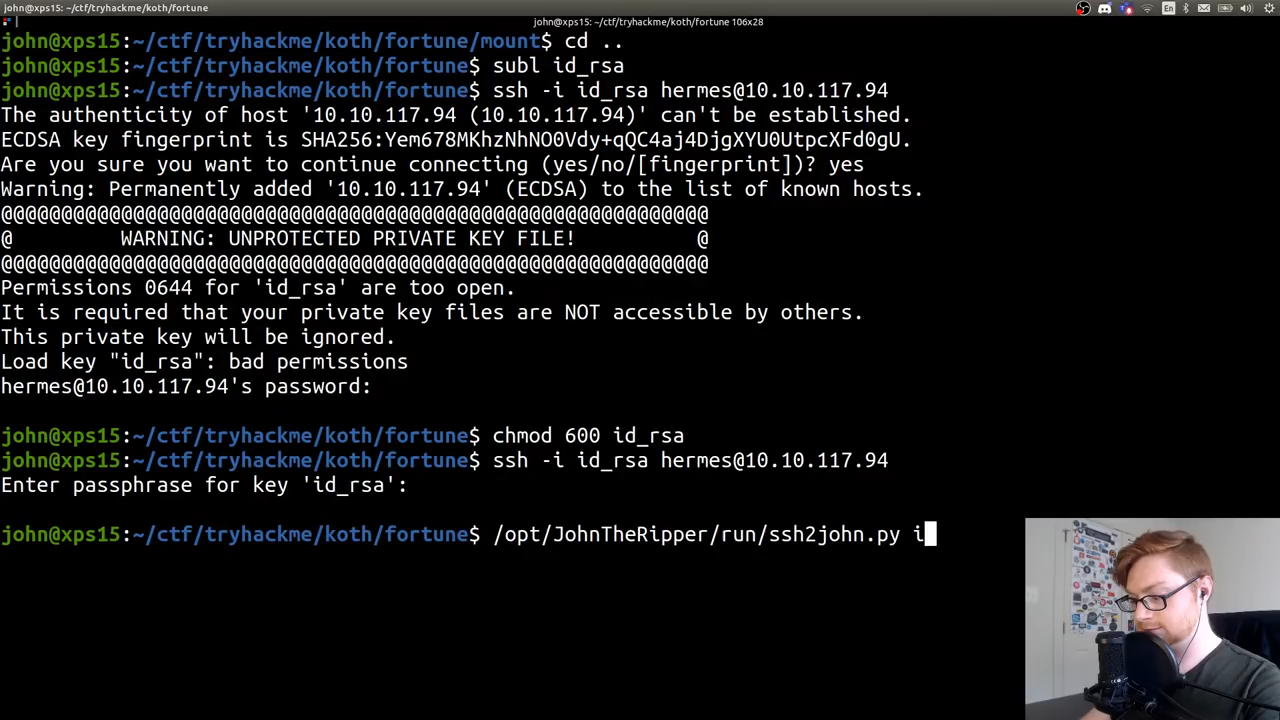 john@xps15: ~/ctf/tryhackme/koth/fortune
john@xps15: ~/ctf/tryhackme/koth/fortune 106x28
En
john@xps15:~/ctf/tryhackme/koth/fortune/mount$ cd ..
john@xps15:~/ctf/tryhackme/koth/fortune$ subl id_rsa
john@xps15:~/ctf/tryhackme/koth/fortune$ ssh -i id_rsa hermes@10.10.117.94
The authenticity of host '10.10.117.94 (10.10.117.94)' can't be established.
ECDSA key fingerprint is SHA256:Yem678MKhzNhNO0Vdy+qQC4aj4DjgXYU0UtpcXFd0gU.
Are you sure you want to continue connecting (yes/no/[fingerprint])? yes
Warning: Permanently added '10.10.117.94' (ECDSA) to the list of known hosts.
@@@@@@@@@@@@@@@@@@@@@@@@@@@@@@@@@@@@@@@@@@@@@@@@@@@@@@@@@@@
@         WARNING: UNPROTECTED PRIVATE KEY FILE!          @
@@@@@@@@@@@@@@@@@@@@@@@@@@@@@@@@@@@@@@@@@@@@@@@@@@@@@@@@@@@
Permissions 0644 for 'id_rsa' are too open.
It is required that your private key files are NOT accessible by others.
This private key will be ignored.
Load key "id_rsa": bad permissions
hermes@10.10.117.94's password:
john@xps15:~/ctf/tryhackme/koth/fortune$ chmod 600 id_rsa
john@xps15:~/ctf/tryhackme/koth/fortune$ ssh -i id_rsa hermes@10.10.117.94
Enter passphrase for key 'id_rsa':
john@xps15:~/ctf/tryhackme/koth/fortune$ /opt/JohnTheRipper/run/ssh2john.py i